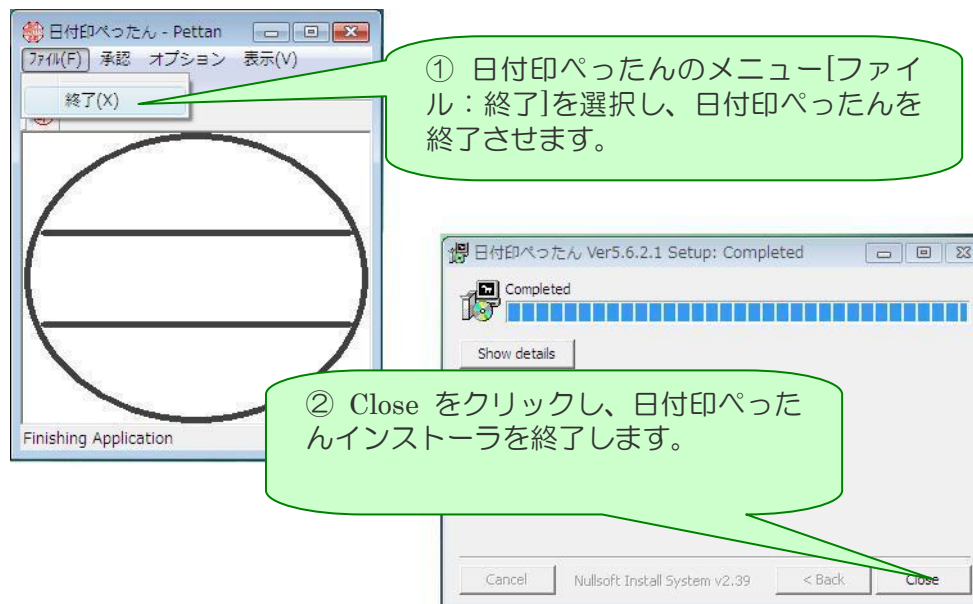 日付印ぺったん - Pettan
ファイル(F) 承認 オプション 表示(V)
終了(X)
① 日付印ぺったんのメニュー[ファイ
ル：終了]を選択し、日付印ぺったんを
終了させます。
Finishing Application
日付印ぺったん Ver5.6.2.1 Setup: Completed
Completed
Show details
② Close をクリックし、日付印ぺった
んインストーラを終了します。
Cancel Nullsoft Install System v2.39 < Back Close